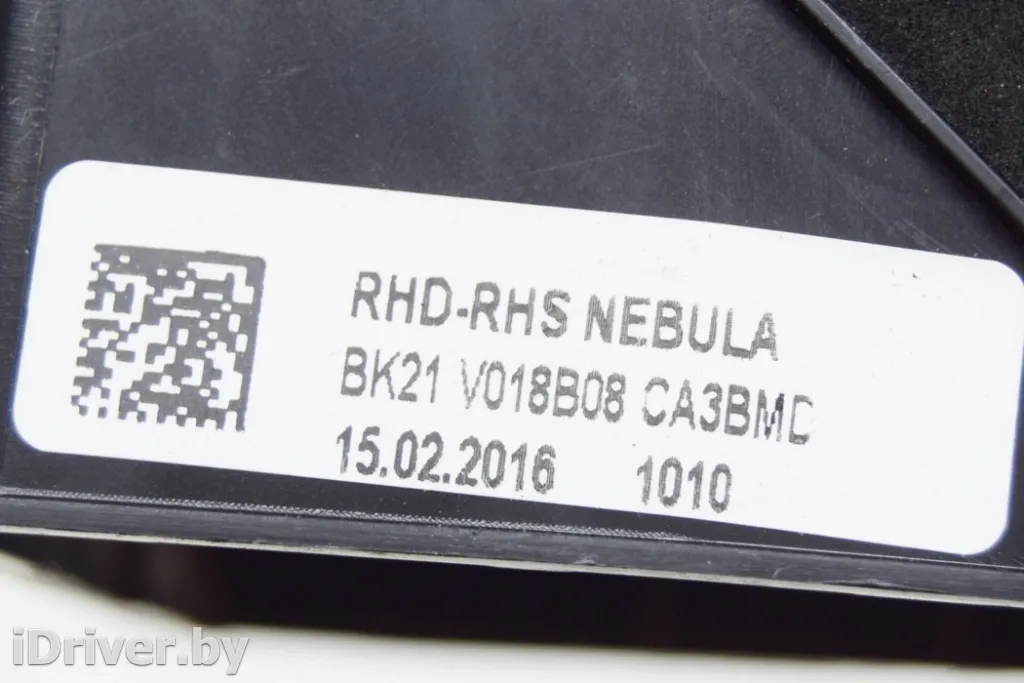 RHD-RHS NEBULA
BK21 V018B08 CA3BMD
15.02.2016 1010
iDriver.by